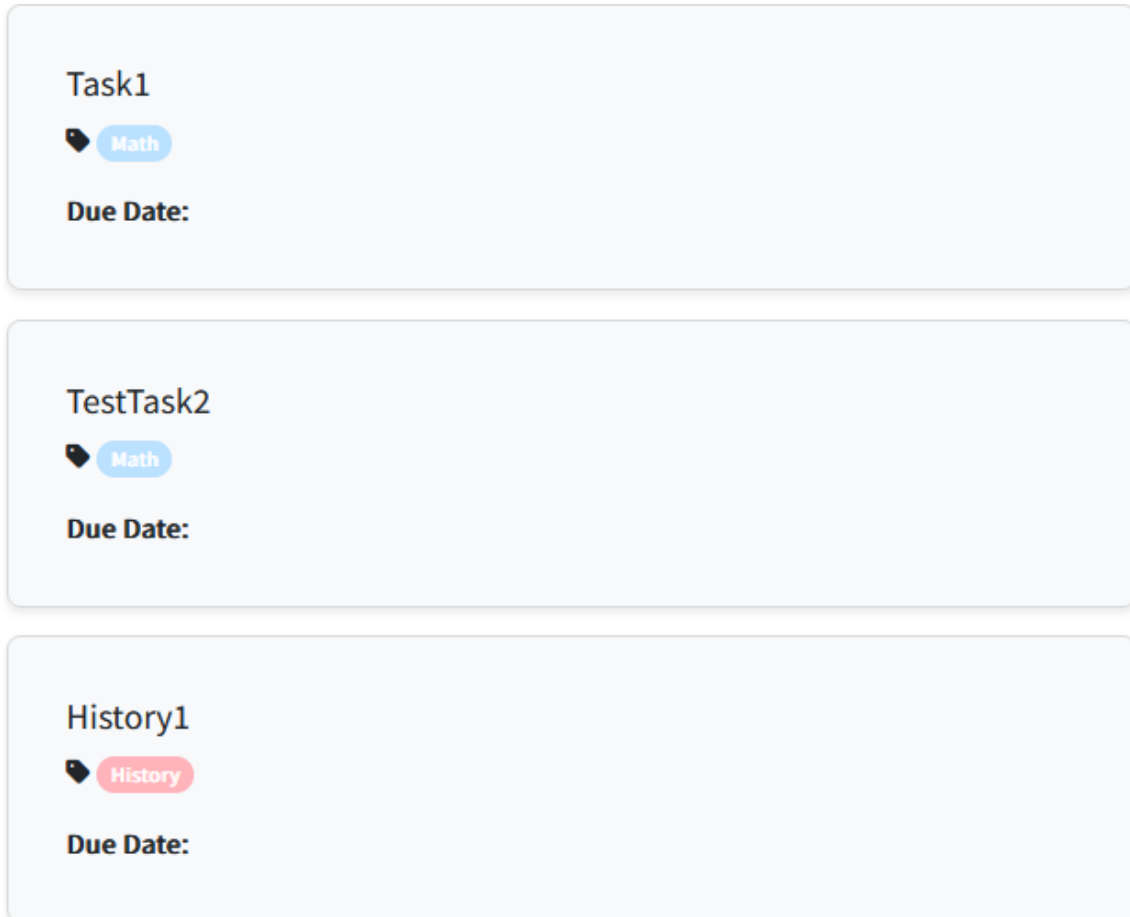 Task1
Math
Due Date:
TestTask2
Math
Due Date:
History1
History
Due Date: